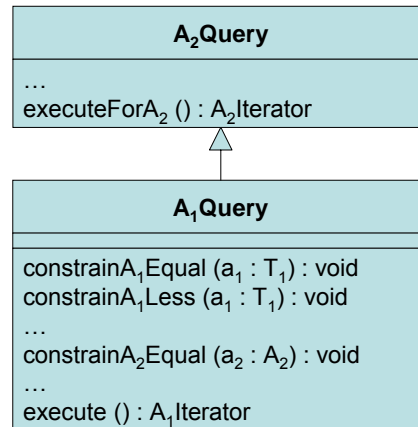 A₂Query
…
executeForA₂ () : A₂Iterator
A₁Query
constrainA₁Equal (a₁ : T₁) : void
constrainA₁Less (a₁ : T₁) : void
…
constrainA₂Equal (a₂ : A₂) : void
…
execute () : A₁Iterator